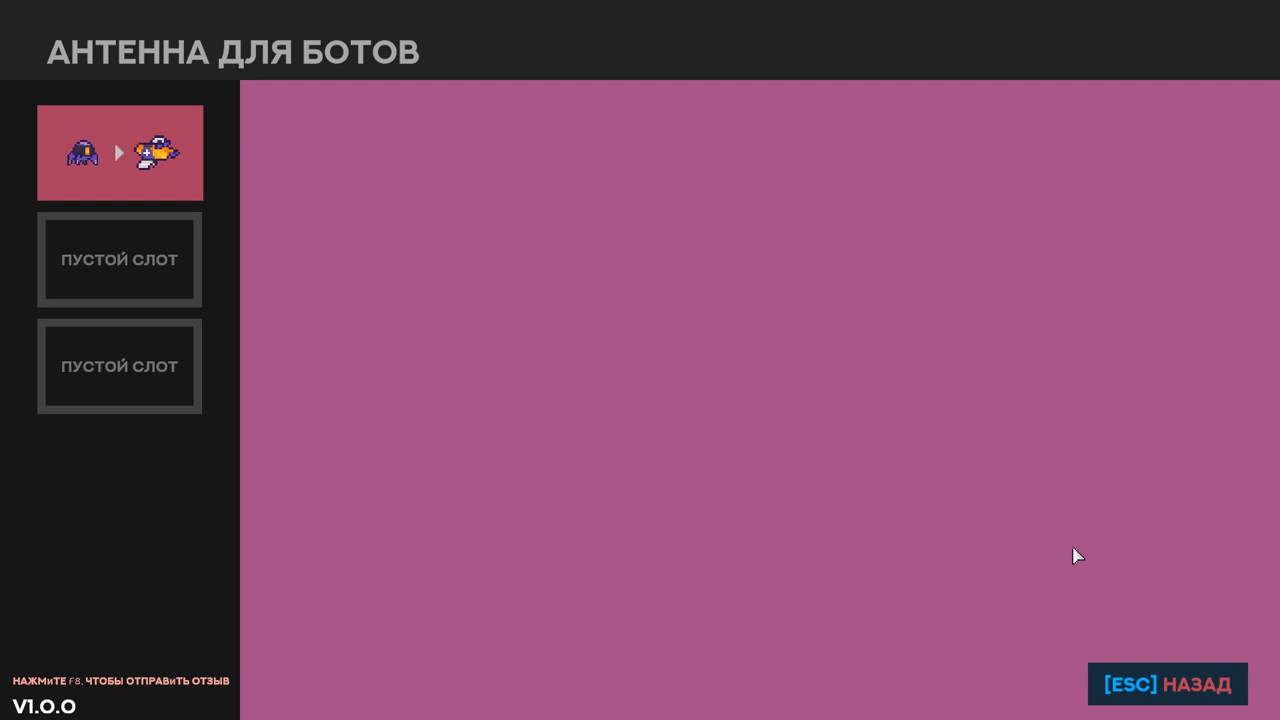 АНТЕННА ДЛЯ БОТОВ
ПУСТОЙ СЛОТ
ПУСТОЙ СЛОТ
НАЖМиТЕ F8, ЧТОБЫ ОТПРАВиТЬ ОТЗЫВ
V1.0.0
[ESC] НАЗАД